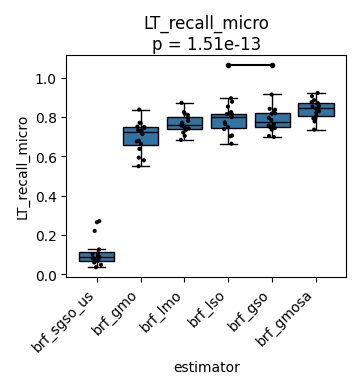 LT_recall_micro
p = 1.51e-13
LT_recall_micro
1.0
0.8
0.6
0.4
0.2
0.0
brf_sgso_us
brf_gmo
brf_lmo
brf_lso
brf_gso
brf_gmosa
estimator